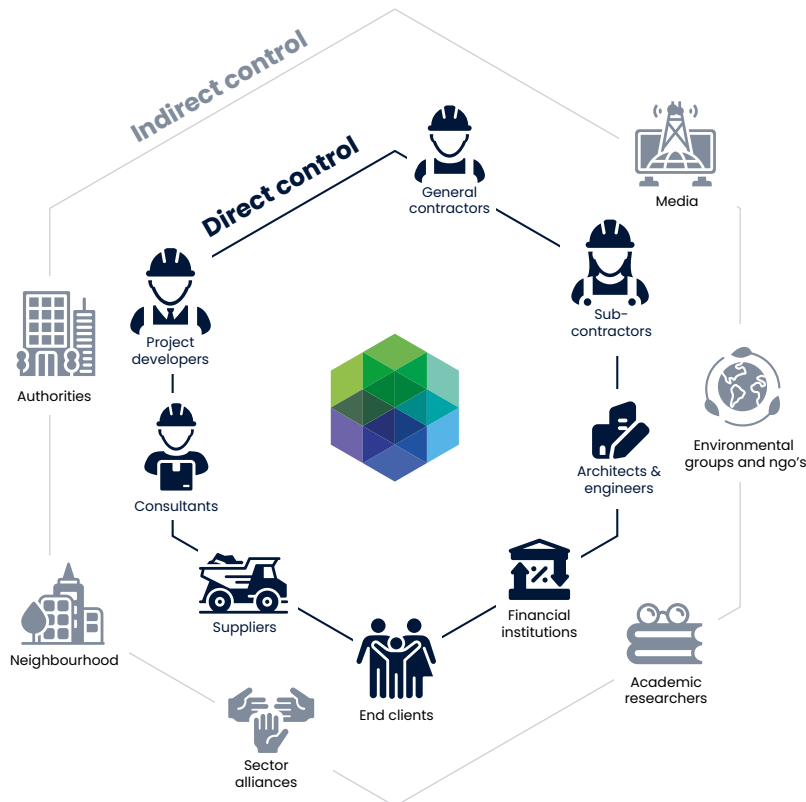 Indirect control
Direct control
General
contractors
Media
Sub-
contractors
Project
developers
Authorities
Environmental
groups and ngo's
Architects &
engineers
Consultants
Financial
institutions
Suppliers
Neighbourhood
Academic
researchers
End clients
Sector
alliances